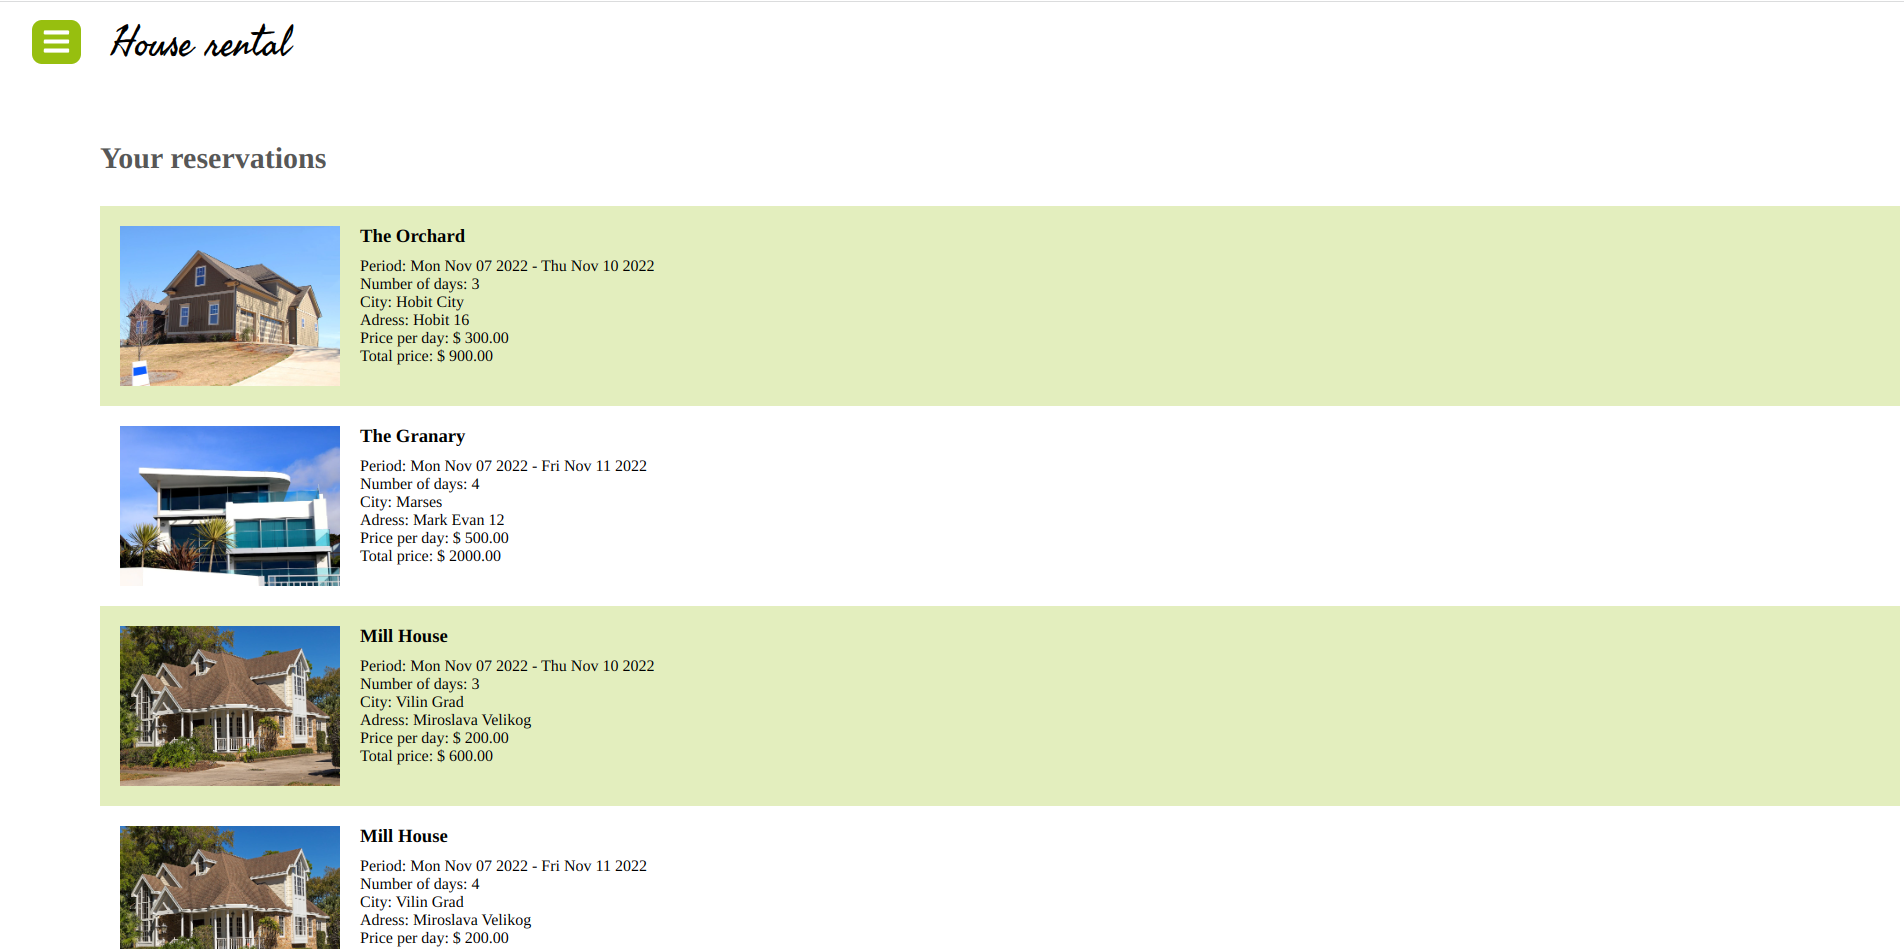 House rental
Your reservations
The Orchard
Period: Mon Nov 07 2022 - Thu Nov 10 2022
Number of days: 3
City: Hobit City
Adress: Hobit 16
Price per day: $ 300.00
Total price: $ 900.00
The Granary
Period: Mon Nov 07 2022 - Fri Nov 11 2022
Number of days: 4
City: Marses
Adress: Mark Evan 12
Price per day: $ 500.00
Total price: $ 2000.00
Mill House
Period: Mon Nov 07 2022 - Thu Nov 10 2022
Number of days: 3
City: Vilin Grad
Adress: Miroslava Velikog
Price per day: $ 200.00
Total price: $ 600.00
Mill House
Period: Mon Nov 07 2022 - Fri Nov 11 2022
Number of days: 4
City: Vilin Grad
Adress: Miroslava Velikog
Price per day: $ 200.00